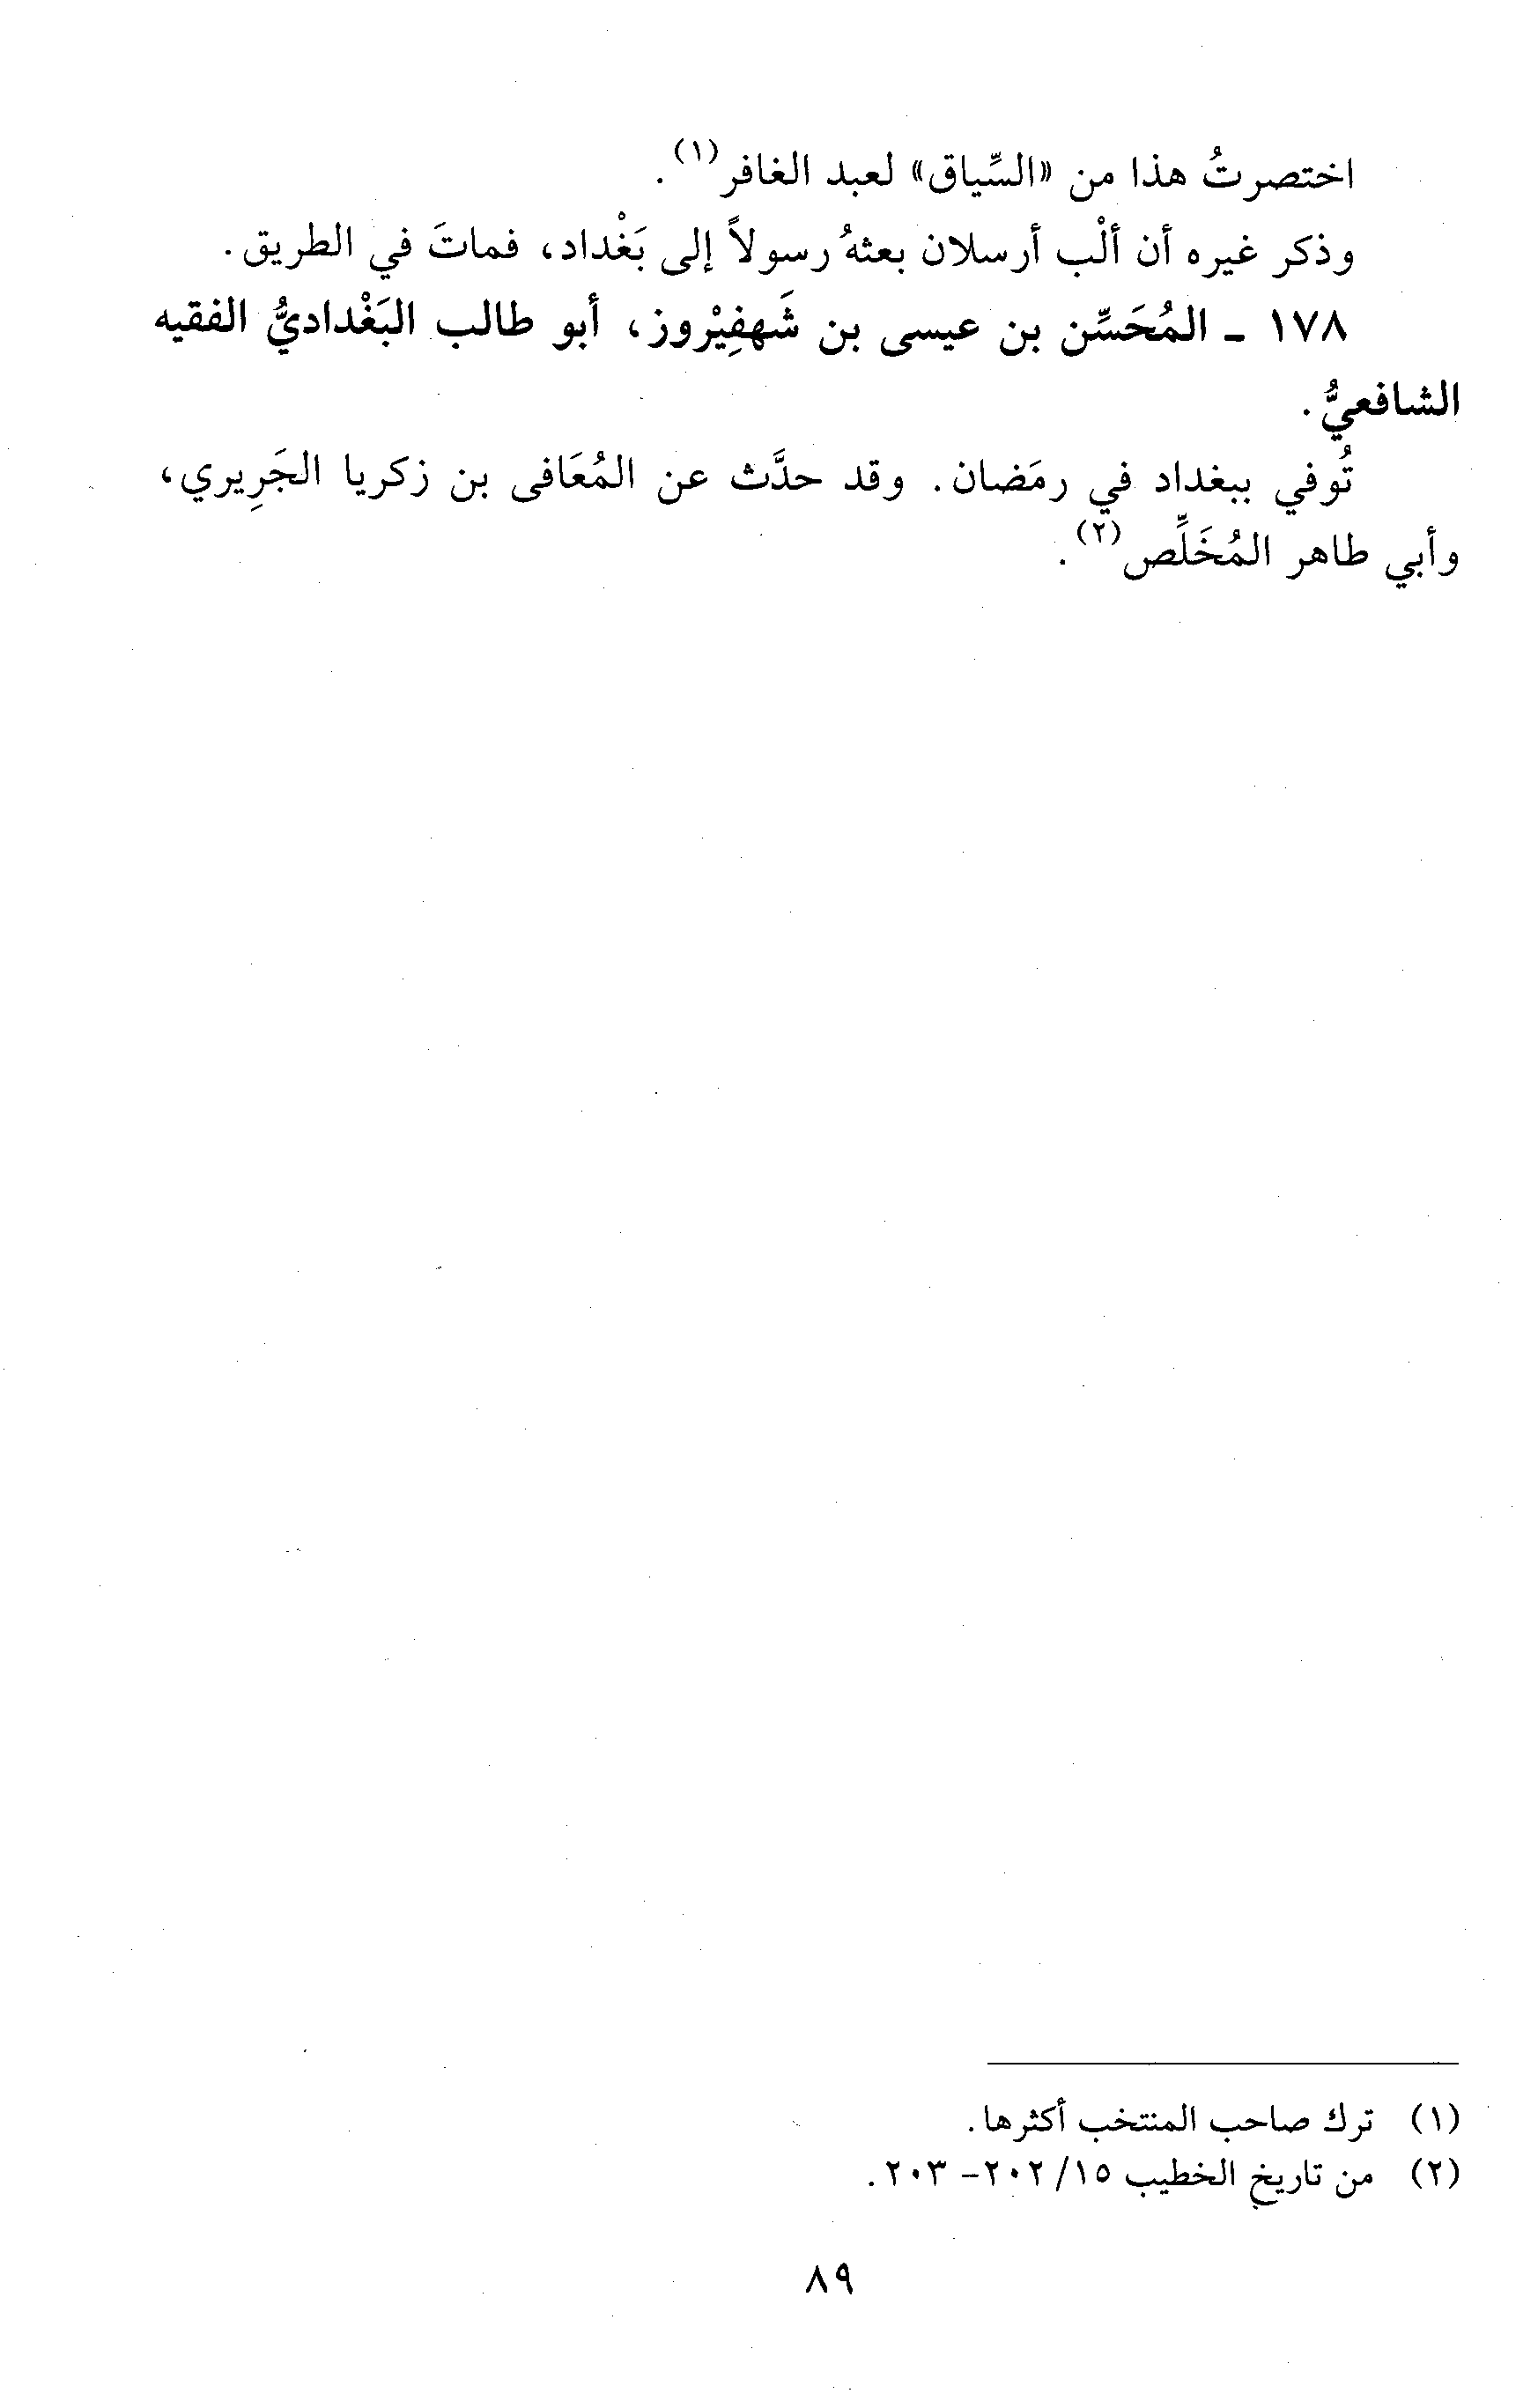 اختصرتُ هذا من «السِّياق» لعبد الغافر(١).
وذكر غيره أن ألْب أرسلان بعثهُ رسولاً إلى بَغْداد، فماتَ في الطريق.
١٧٨ ـ المُحَسِّن بن عيسى بن شَهفِيْروز، أبو طالب البَغْداديُّ الفقيه
الشافعيُّ.
تُوفي ببغداد في رمَضان. وقد حدَّث عن المُعَافى بن زكريا الجَرِيري،
وأبي طاهر المُخَلِّص(٢).
(١) ترك صاحب المنتخب أكثرها.
(٢) من تاريخ الخطيب ١٥/ ٢٠٢- ٢٠٣.
٨٩